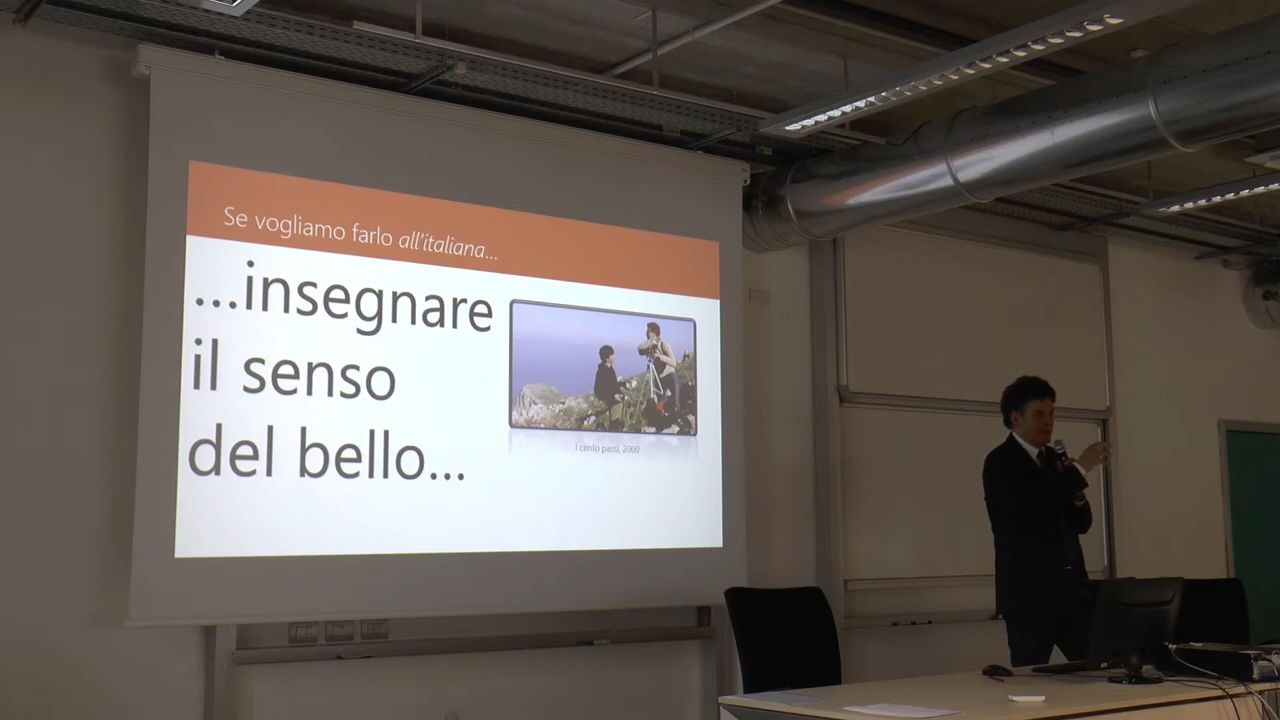 Se vogliamo farlo all'italiana...
...insegnare
il senso
del bello...
I cento passi, 2000